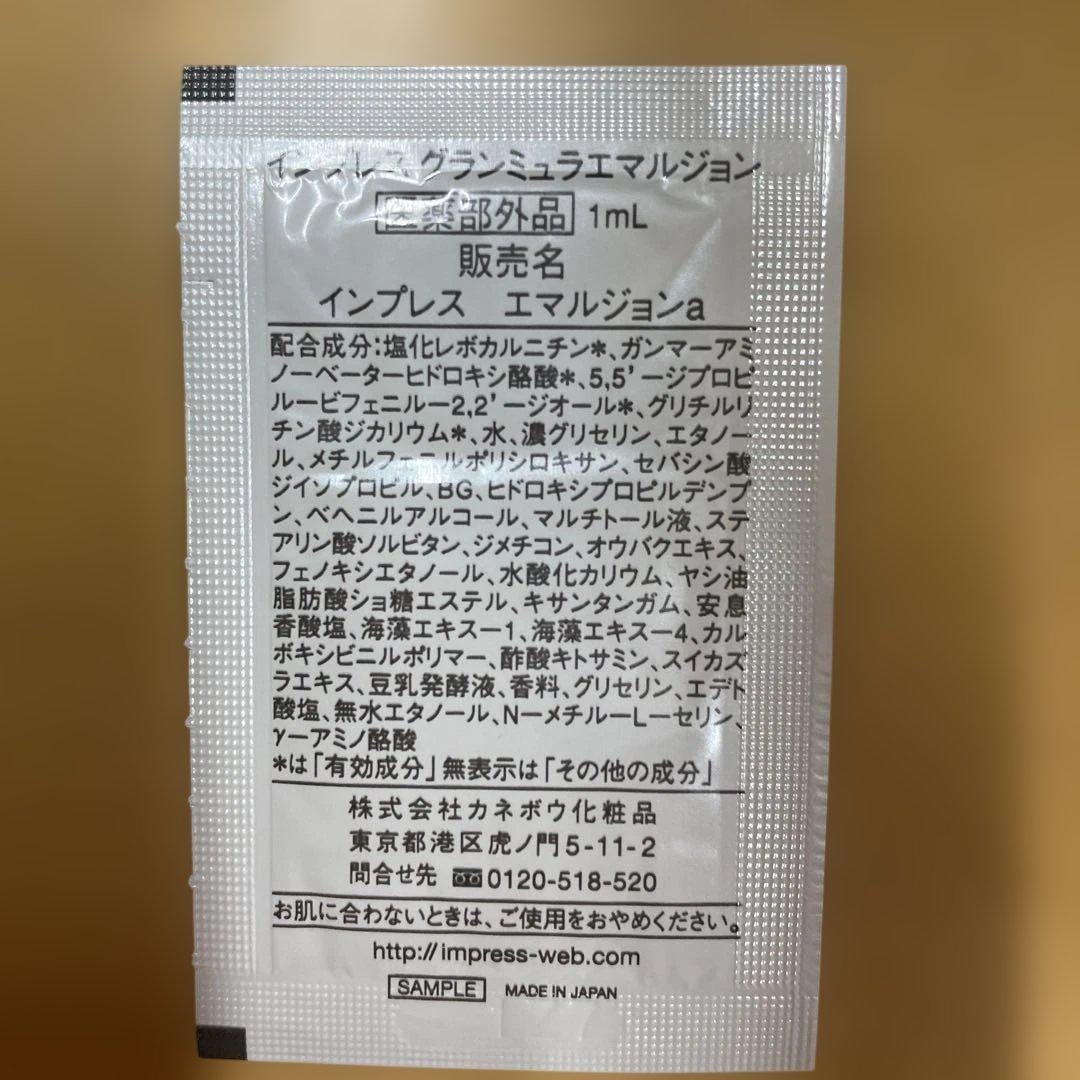 インプレス グランミュラエマルジョン
医薬部外品 1mL
販売名
インプレス エマルジョンa
配合成分:塩化レボカルニチン*、ガンマーアミ
ノーベーターヒドロキシ酪酸*、5,5'ージプロピ
ルービフェニルー2,2'ージオール*、グリチルリ
チン酸ジカリウム*、水、濃グリセリン、エタノー
ル、メチルフェニルポリシロキサン、セバシン酸
ジイソプロピル、BG、ヒドロキシプロピルデンプ
ン、ベヘニルアルコール、マルチトール液、ステ
アリン酸ソルビタン、ジメチコン、オウバクエキス、
フェノキシエタノール、水酸化カリウム、ヤシ油
脂肪酸ショ糖エステル、キサンタンガム、安息
香酸塩、海藻エキスー1、海藻エキスー4、カル
ボキシビニルポリマー、酢酸キトサミン、スイカズ
ラエキス、豆乳発酵液、香料、グリセリン、エデト
酸塩、無水エタノール、NーメチルーLーセリン、
γーアミノ酪酸
*は「有効成分」無表示は「その他の成分」
株式会社カネボウ化粧品
東京都港区虎ノ門5-11-2
問合せ先 0120-518-520
お肌に合わないときは、ご使用をおやめください。
http://impress-web.com
SAMPLE MADE IN JAPAN